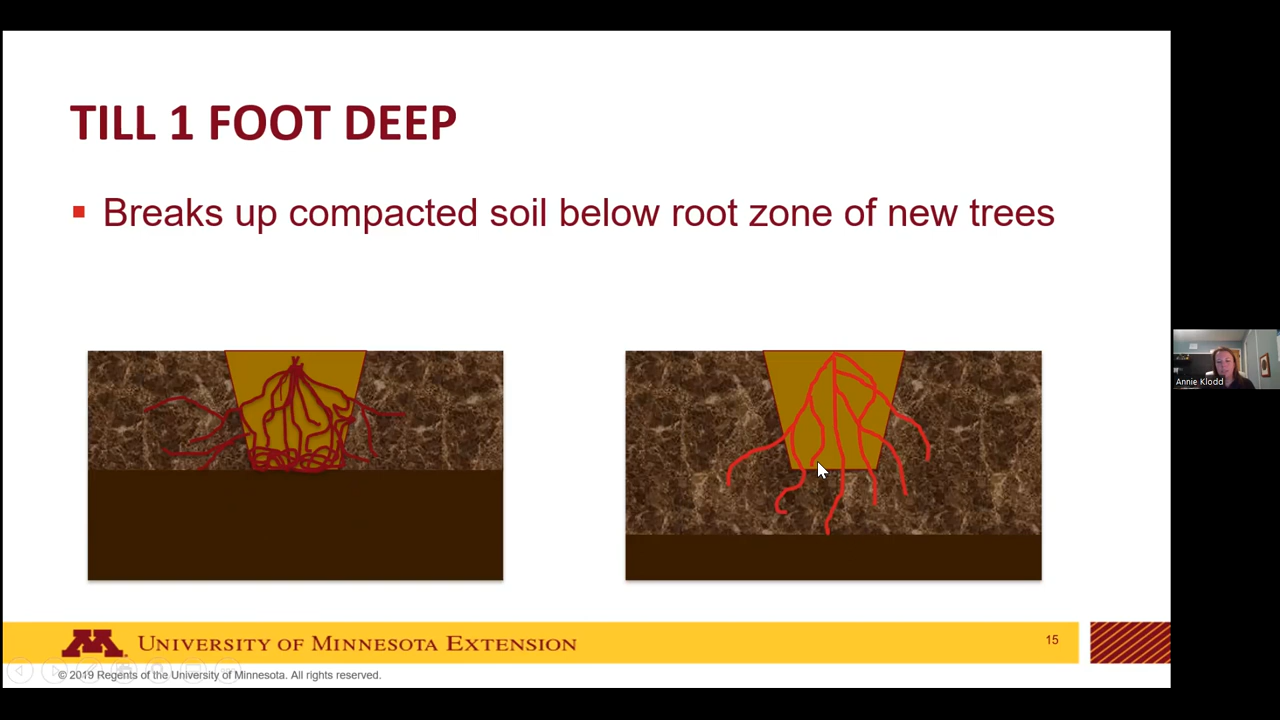 TILL 1 FOOT DEEP
Breaks up compacted soil below root zone of new trees
Annie Klodd
UNIVERSITY OF MINNESOTA EXTENSION
15
© 2019 Regents of the University of Minnesota. All rights reserved.